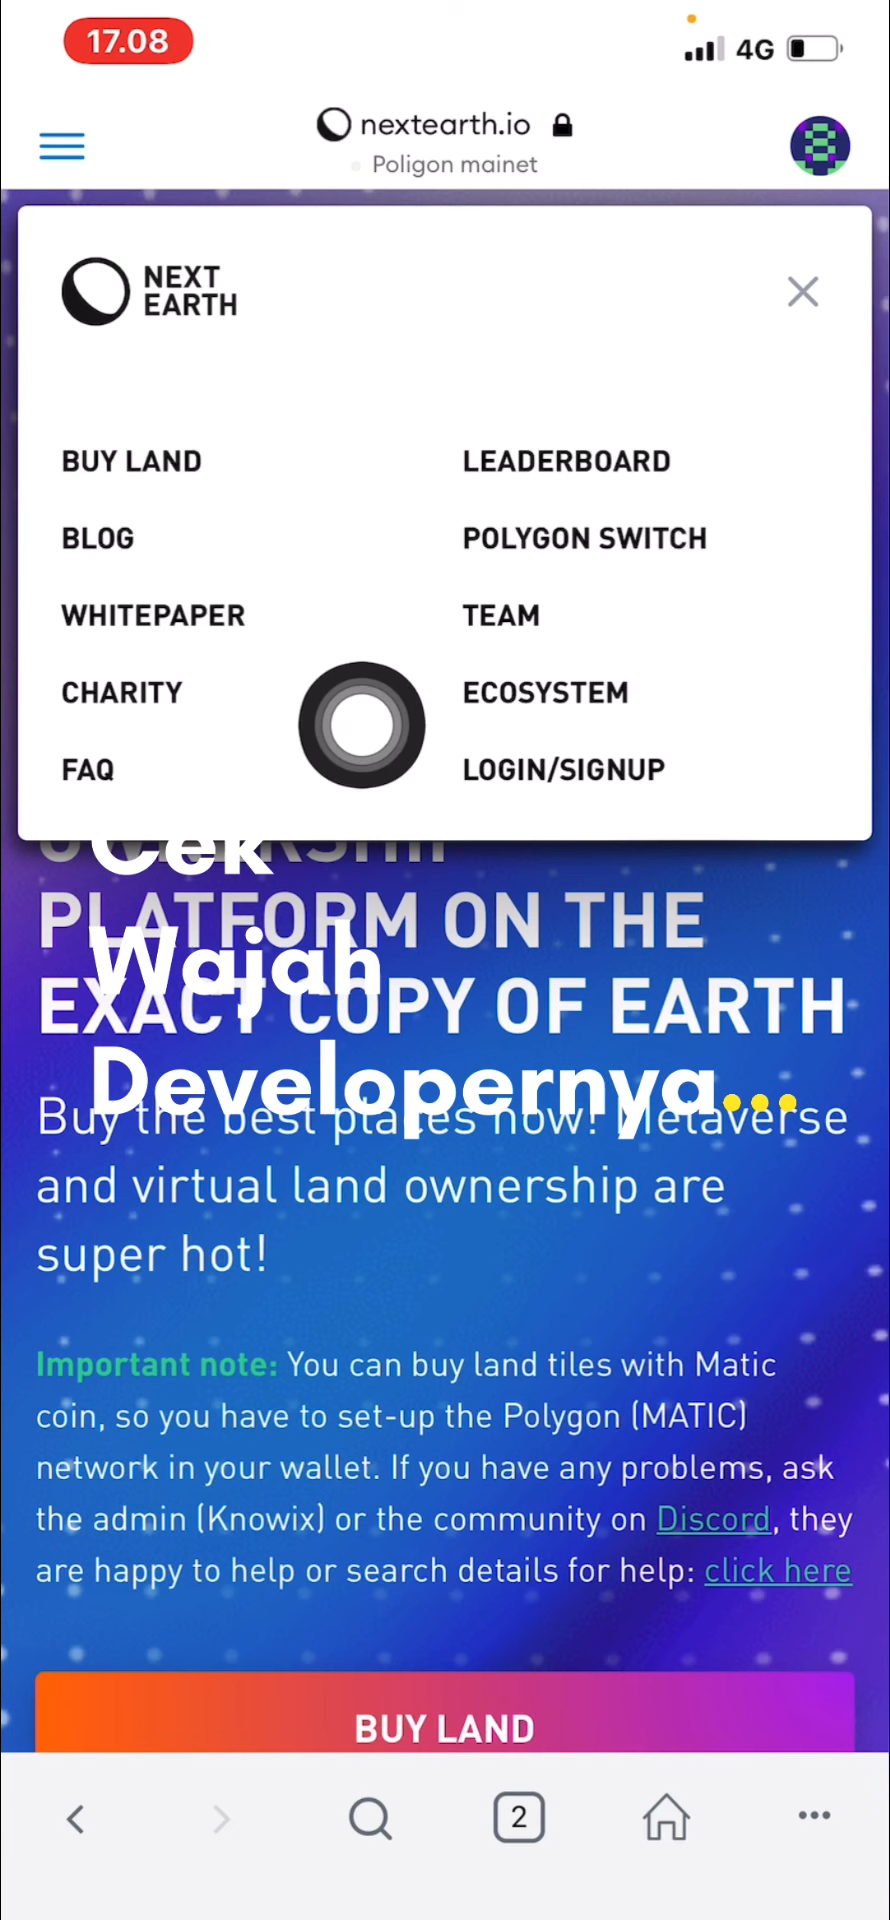 17.08
4G
nextearth.io
Poligon mainet
NEXT
EARTH
BUY LAND
LEADERBOARD
BLOG
POLYGON SWITCH
WHITEPAPER
TEAM
CHARITY
ECOSYSTEM
FAQ
LOGIN/SIGNUP
OWNERSHIP
PLATFORM ON THE
EXACT COPY OF EARTH
Cek
Wajah
Developernya...
Buy the best places now! Metaverse
and virtual land ownership are
super hot!
Important note: You can buy land tiles with Matic
coin, so you have to set-up the Polygon (MATIC)
network in your wallet. If you have any problems, ask
the admin (Knowix) or the community on Discord, they
are happy to help or search details for help: click here
BUY LAND
2